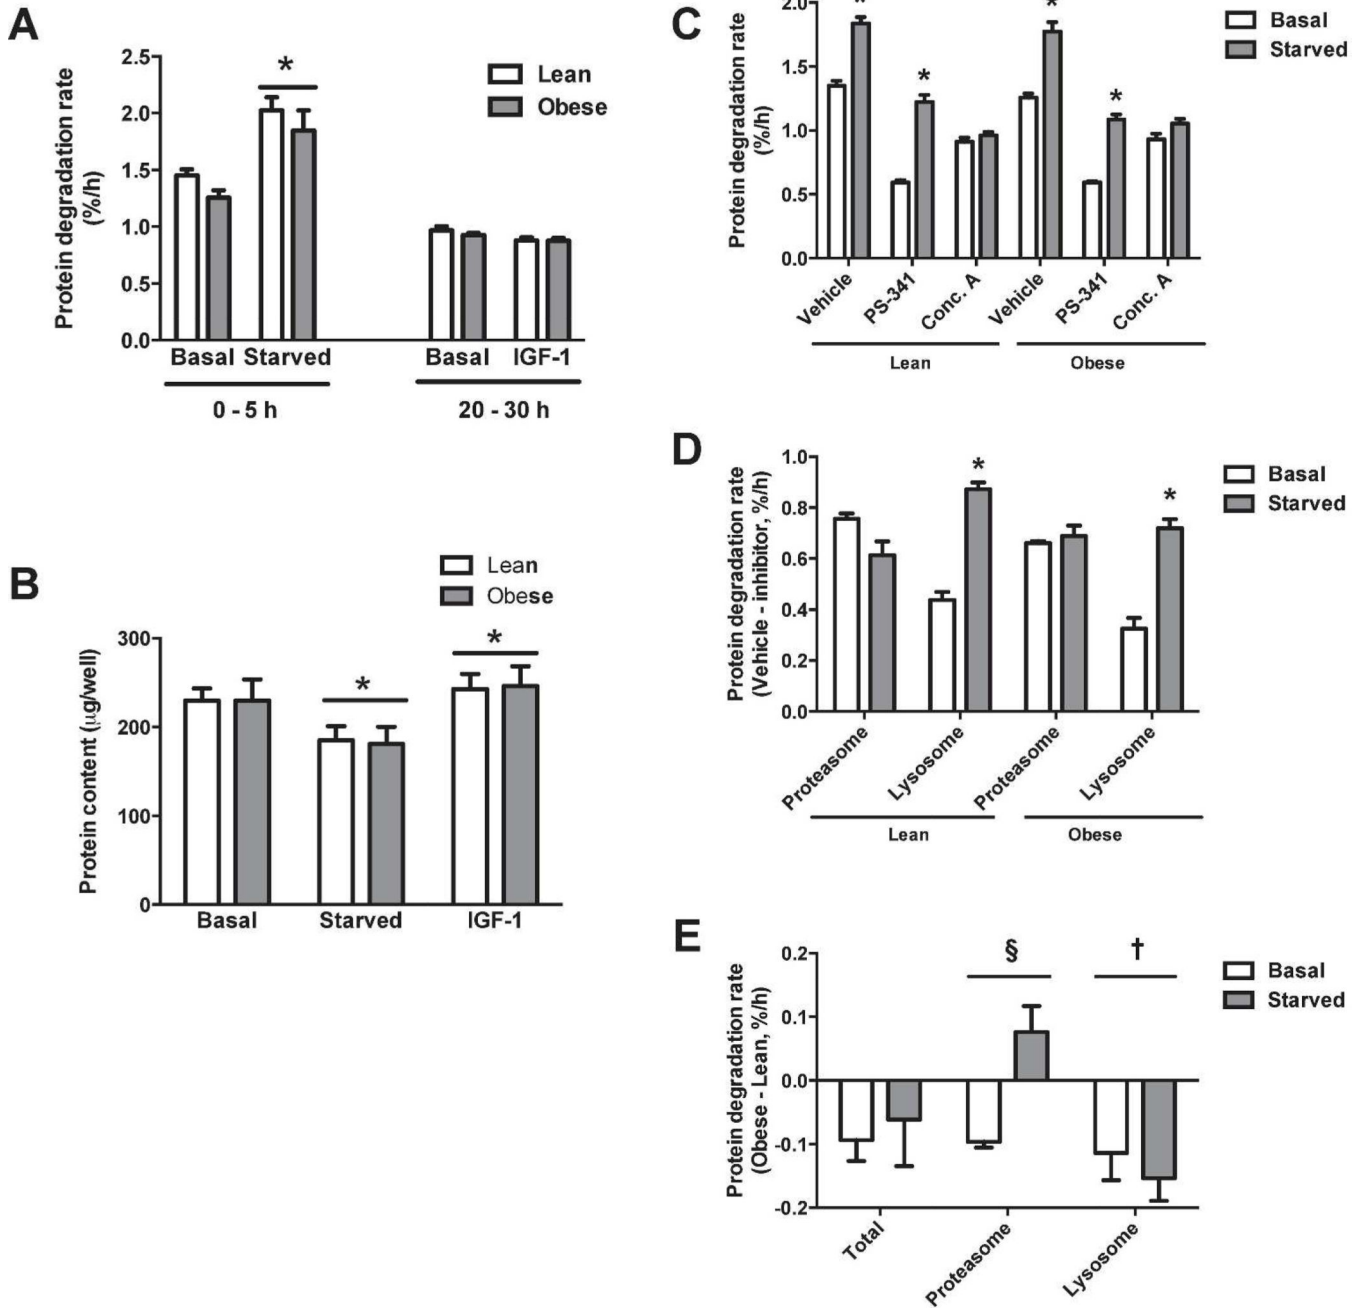 A
Protein degradation rate
(%/h)
2.5
2.0
1.5
1.0
0.5
0.0
*
Lean
Obese
Basal Starved Basal IGF-1
0 - 5 h 20 - 30 h
B
Protein content (µg/well)
300
200
100
0
*
*
Lean
Obese
Basal Starved IGF-1
C
Protein degradation rate
(%/h)
2.0
1.5
1.0
0.5
0.0
* * * *
Basal
Starved
Vehicle PS-341 Conc. A Vehicle PS-341 Conc. A
Lean Obese
D
Protein degradation rate
(Vehicle - inhibitor, %/h)
1.0
0.8
0.6
0.4
0.2
0.0
* *
Basal
Starved
Proteasome Lysosome Proteasome Lysosome
Lean Obese
E
Protein degradation rate
(Obese - Lean, %/h)
0.2
0.1
0.0
-0.1
-0.2
§ †
Basal
Starved
Total Proteasome Lysosome